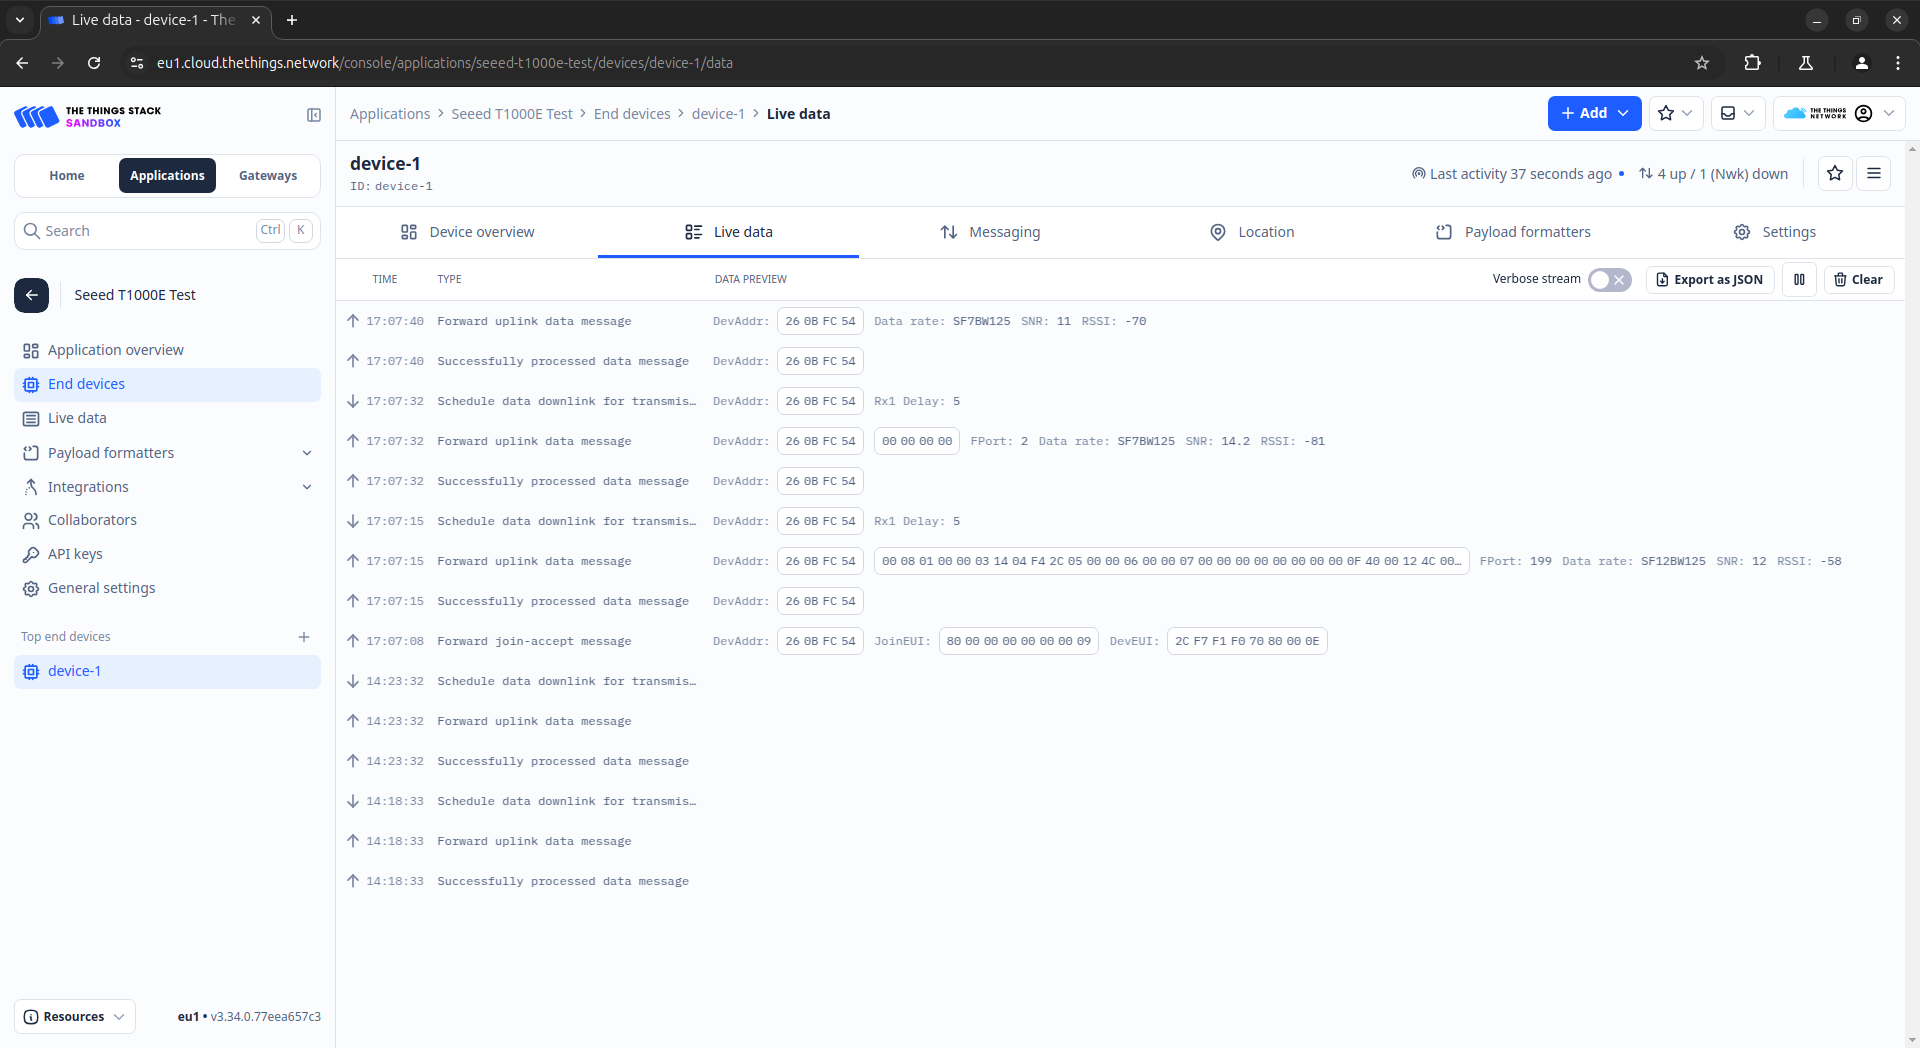 Live data - device-1 - The
eu1.cloud.thethings.network/console/applications/seeed-t1000e-test/devices/device-1/data
THE THINGS STACK
SANDBOX
Applications > Seeed T1000E Test > End devices > device-1 > Live data
+ Add
THE THINGS
NETWORK
Home Applications Gateways
device-1
ID: device-1
Last activity 37 seconds ago • 4 up / 1 (Nwk) down
Search Ctrl K
Device overview Live data Messaging Location Payload formatters Settings
TIME TYPE DATA PREVIEW Verbose stream Export as JSON Clear
Seeed T1000E Test
Application overview
End devices
Live data
Payload formatters
Integrations
Collaborators
API keys
General settings
Top end devices +
device-1
↑ 17:07:40 Forward uplink data message DevAddr: 26 0B FC 54 Data rate: SF7BW125 SNR: 11 RSSI: -70
↑ 17:07:40 Successfully processed data message DevAddr: 26 0B FC 54
↓ 17:07:32 Schedule data downlink for transmis… DevAddr: 26 0B FC 54 Rx1 Delay: 5
↑ 17:07:32 Forward uplink data message DevAddr: 26 0B FC 54 00 00 00 00 FPort: 2 Data rate: SF7BW125 SNR: 14.2 RSSI: -81
↑ 17:07:32 Successfully processed data message DevAddr: 26 0B FC 54
↓ 17:07:15 Schedule data downlink for transmis… DevAddr: 26 0B FC 54 Rx1 Delay: 5
↑ 17:07:15 Forward uplink data message DevAddr: 26 0B FC 54 00 08 01 00 00 03 14 04 F4 2C 05 00 00 06 00 00 07 00 00 00 00 00 00 00 00 0F 40 00 12 4C 00… FPort: 199 Data rate: SF12BW125 SNR: 12 RSSI: -58
↑ 17:07:15 Successfully processed data message DevAddr: 26 0B FC 54
↑ 17:07:08 Forward join-accept message DevAddr: 26 0B FC 54 JoinEUI: 80 00 00 00 00 00 00 09 DevEUI: 2C F7 F1 F0 70 80 00 0E
↓ 14:23:32 Schedule data downlink for transmis…
↑ 14:23:32 Forward uplink data message
↑ 14:23:32 Successfully processed data message
↓ 14:18:33 Schedule data downlink for transmis…
↑ 14:18:33 Forward uplink data message
↑ 14:18:33 Successfully processed data message
Resources eu1 • v3.34.0.77eea657c3